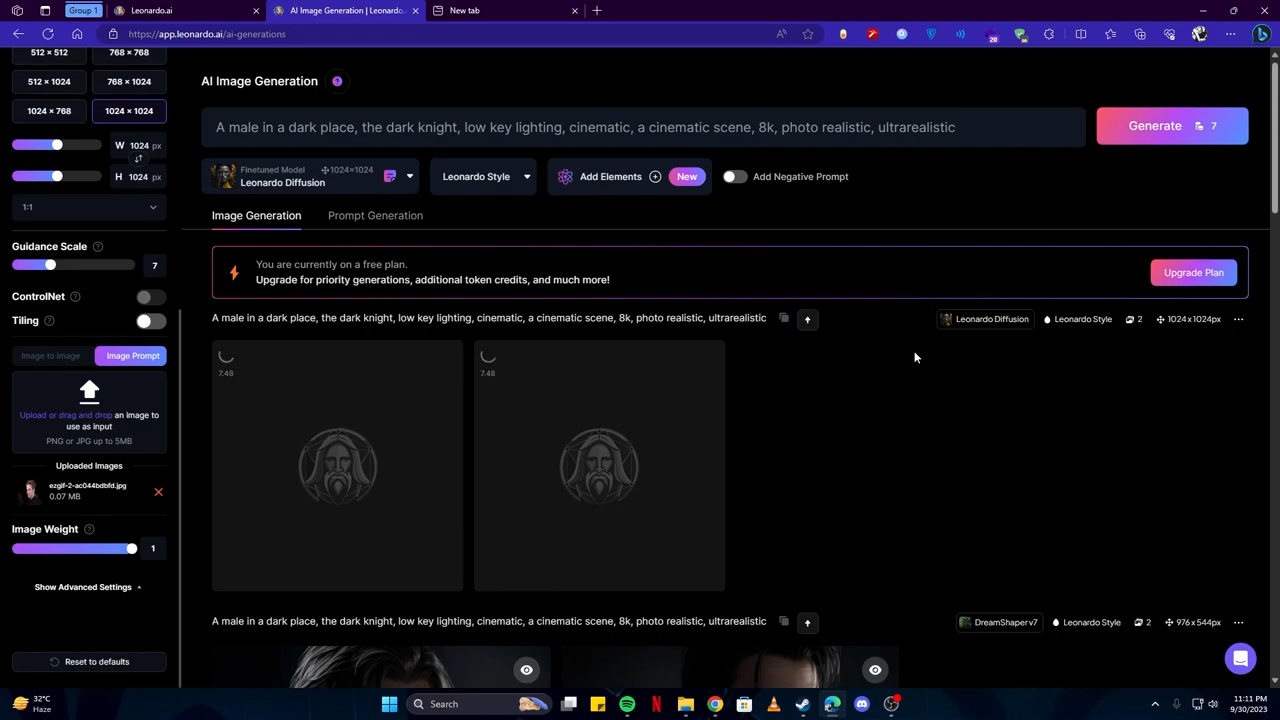 Group 1
Leonardo.ai
AI Image Generation | Leonardo.
New tab
https://app.leonardo.ai/ai-generations
20
512 × 512
768 × 768
512 × 1024
768 × 1024
1024 × 768
1024 × 1024
W 1024 px
H 1024 px
1:1
Guidance Scale
7
ControlNet
Tiling
Image to Image
Image Prompt
Upload or drag and drop an image to
use as input
PNG or JPG up to 5MB
Uploaded Images
ezgif-2-ac044bdbfd.jpg
0.07 MB
Image Weight
1
Show Advanced Settings
Reset to defaults
AI Image Generation
A male in a dark place, the dark knight, low key lighting, cinematic, a cinematic scene, 8k, photo realistic, ultrarealistic
Generate 7
Finetuned Model
1024×1024
Leonardo Diffusion
Leonardo Style
Add Elements
New
Add Negative Prompt
Image Generation
Prompt Generation
You are currently on a free plan.
Upgrade for priority generations, additional token credits, and much more!
Upgrade Plan
A male in a dark place, the dark knight, low key lighting, cinematic, a cinematic scene, 8k, photo realistic, ultrarealistic
Leonardo Diffusion
Leonardo Style
2
1024x1024px
7.48
7.48
A male in a dark place, the dark knight, low key lighting, cinematic, a cinematic scene, 8k, photo realistic, ultrarealistic
DreamShaper v7
Leonardo Style
2
976x544px
32°C
Haze
Search
11:11 PM
9/30/2023